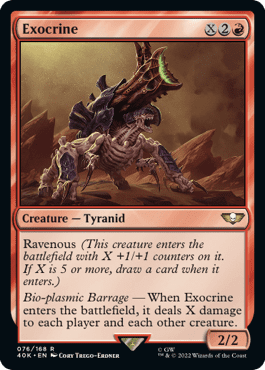 Exocrine X2
Creature — Tyranid
Ravenous (This creature enters the
battlefield with X +1/+1 counters on it.
If X is 5 or more, draw a card when it
enters.)
Bio-plasmic Barrage — When Exocrine
enters the battlefield, it deals X
damage to each player and each other creature.
2/2
076/168 R
40K • EN Cory Trego-Erdner
© GW
™ & © 2022 Wizards of the Coast